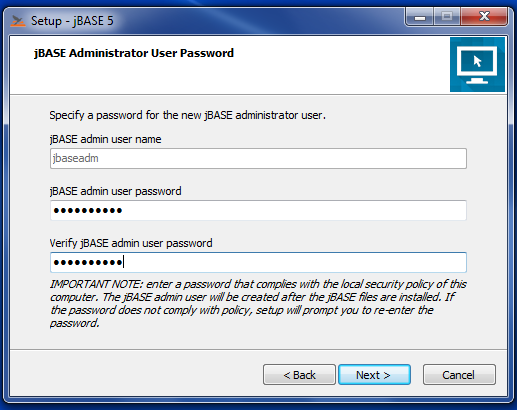 Setup - jBASE 5
jBASE Administrator User Password
Specify a password for the new jBASE administrator user.
jBASE admin user name
jbaseadm
jBASE admin user password
●●●●●●●●●●
Verify jBASE admin user password
●●●●●●●●●●
IMPORTANT NOTE: enter a password that complies with the local security policy of this
computer. The jBASE admin user will be created after the jBASE files are installed. If
the password does not comply with policy, setup will prompt you to re-enter the
password.
< Back Next > Cancel